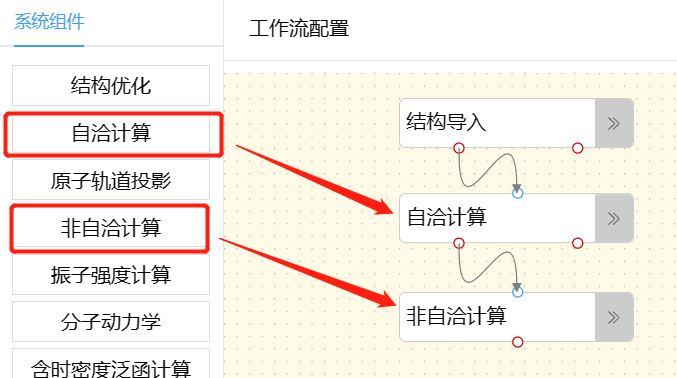 系统组件
结构优化
自洽计算
原子轨道投影
非自洽计算
振子强度计算
分子动力学
含时密度泛函计算
工作流配置
结构导入
自洽计算
非自洽计算